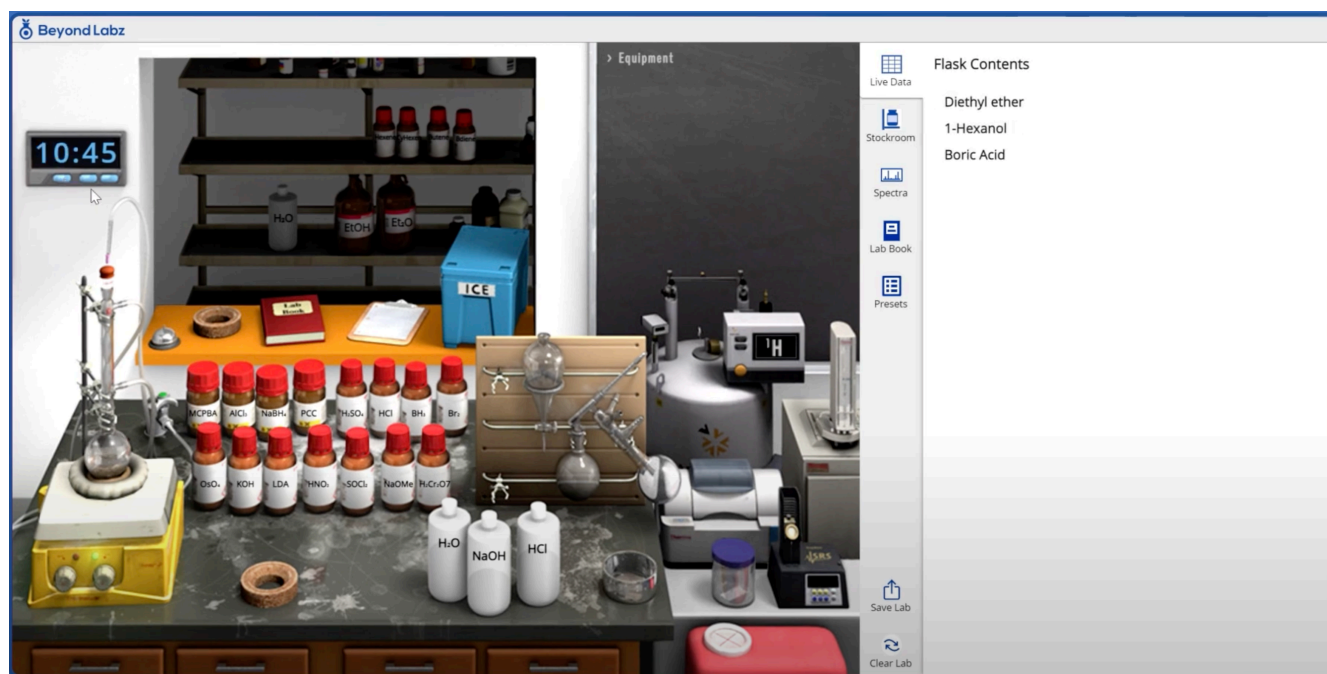 Beyond Labz
> Equipment
Live Data
Stockroom
Spectra
Lab Book
Presets
Save Lab
Clear Lab
Flask Contents
Diethyl ether
1-Hexanol
Boric Acid
10:45
H₂O
EtOH
Et₂O
ICE
Lab Book
¹H
MCPBA
AlCl₃
NaBH₄
PCC
H₂SO₄
HCl
BH₃
Br₂
OsO₄
KOH
LDA
HNO₃
SOCl₂
NaOMe
H₂Cr₂O7
H₂O
NaOH
HCl
SRS